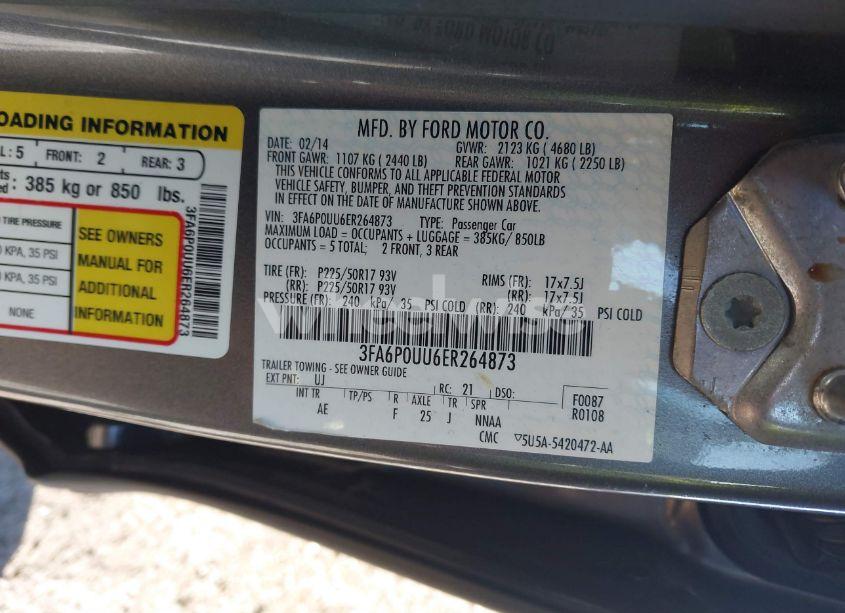 OADING INFORMATION
L: 5 FRONT: 2 REAR: 3
385 kg or 850 lbs.
TIRE PRESSURE
KPA, 35 PSI
KPA, 35 PSI
NONE
SEE OWNERS
MANUAL FOR
ADDITIONAL
INFORMATION
3FA6P0UU6ER264873
MFD. BY FORD MOTOR CO.
DATE: 02/14 GVWR: 2123 KG ( 4680 LB)
FRONT GAWR: 1107 KG ( 2440 LB) REAR GAWR: 1021 KG ( 2250 LB)
THIS VEHICLE CONFORMS TO ALL APPLICABLE FEDERAL MOTOR
VEHICLE SAFETY, BUMPER, AND THEFT PREVENTION STANDARDS
IN EFFECT ON THE DATE OF MANUFACTURE SHOWN ABOVE.
VIN: 3FA6P0UU6ER264873 TYPE: Passenger Car
MAXIMUM LOAD = OCCUPANTS + LUGGAGE = 385KG/ 850LB
OCCUPANTS = 5 TOTAL; 2 FRONT, 3 REAR
TIRE (FR): P225/50R17 93V RIMS (FR): 17x7.5J
(RR): P225/50R17 93V (RR): 17x7.5J
PRESSURE (FR): 240 kPa/ 35 PSI COLD (RR): 240 kPa/ 35 PSI COLD
3FA6P0UU6ER264873
TRAILER TOWING - SEE OWNER GUIDE
EXT PNT: UJ RC: 21 DSO: F0087
INT TR TP/PS R AXLE TR SPR R0108
AE F 25 J NNAA
CMC ▽5U5A-5420472-AA